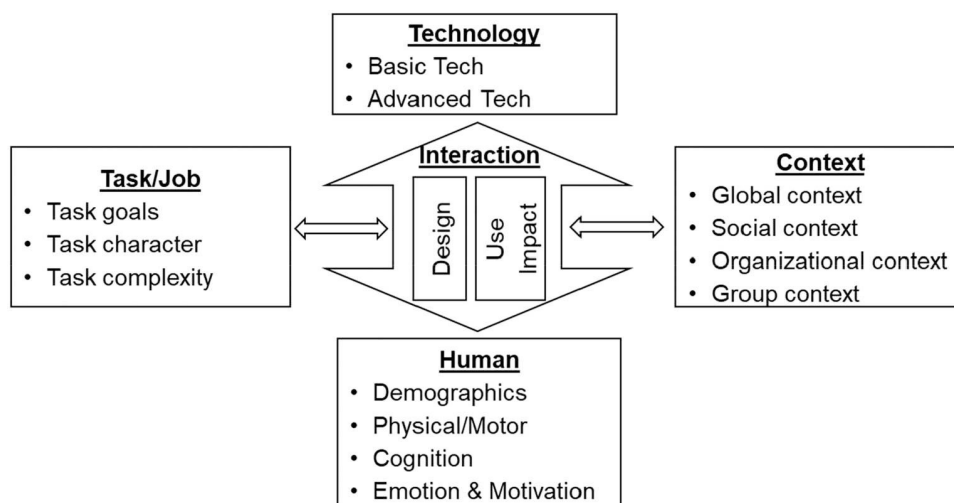 Technology
• Basic Tech
• Advanced Tech
Interaction
Design
Use
Impact
Task/Job
• Task goals
• Task character
• Task complexity
Context
• Global context
• Social context
• Organizational context
• Group context
Human
• Demographics
• Physical/Motor
• Cognition
• Emotion & Motivation